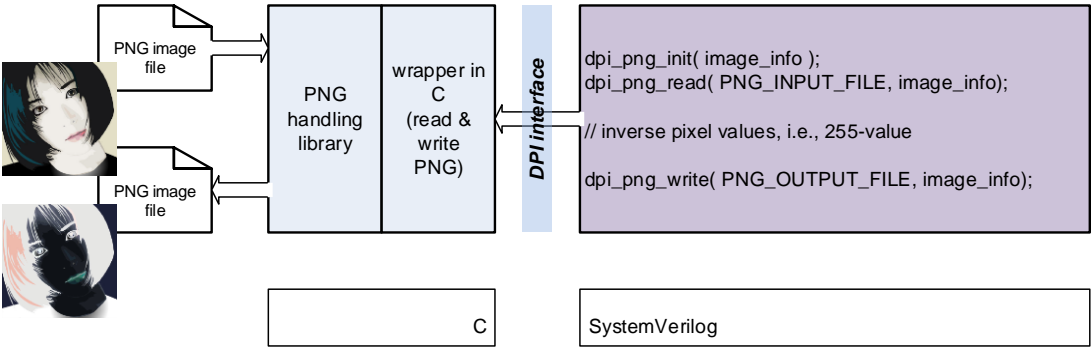 PNG image
file
PNG
handling
library
wrapper in
C
(read &
write
PNG)
DPI interface
dpi_png_init( image_info );
dpi_png_read( PNG_INPUT_FILE, image_info);
// inverse pixel values, i.e., 255-value
dpi_png_write( PNG_OUTPUT_FILE, image_info);
PNG image
file
C
SystemVerilog